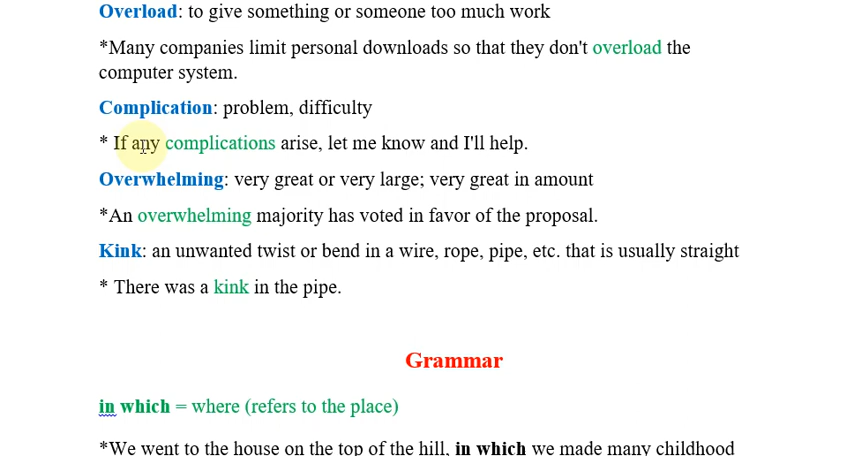 Overload: to give something or someone too much work
*Many companies limit personal downloads so that they don't overload the
computer system.
Complication: problem, difficulty
* If any complications arise, let me know and I'll help.
Overwhelming: very great or very large; very great in amount
*An overwhelming majority has voted in favor of the proposal.
Kink: an unwanted twist or bend in a wire, rope, pipe, etc. that is usually straight
* There was a kink in the pipe.
Grammar
in which = where (refers to the place)
*We went to the house on the top of the hill, in which we made many childhood